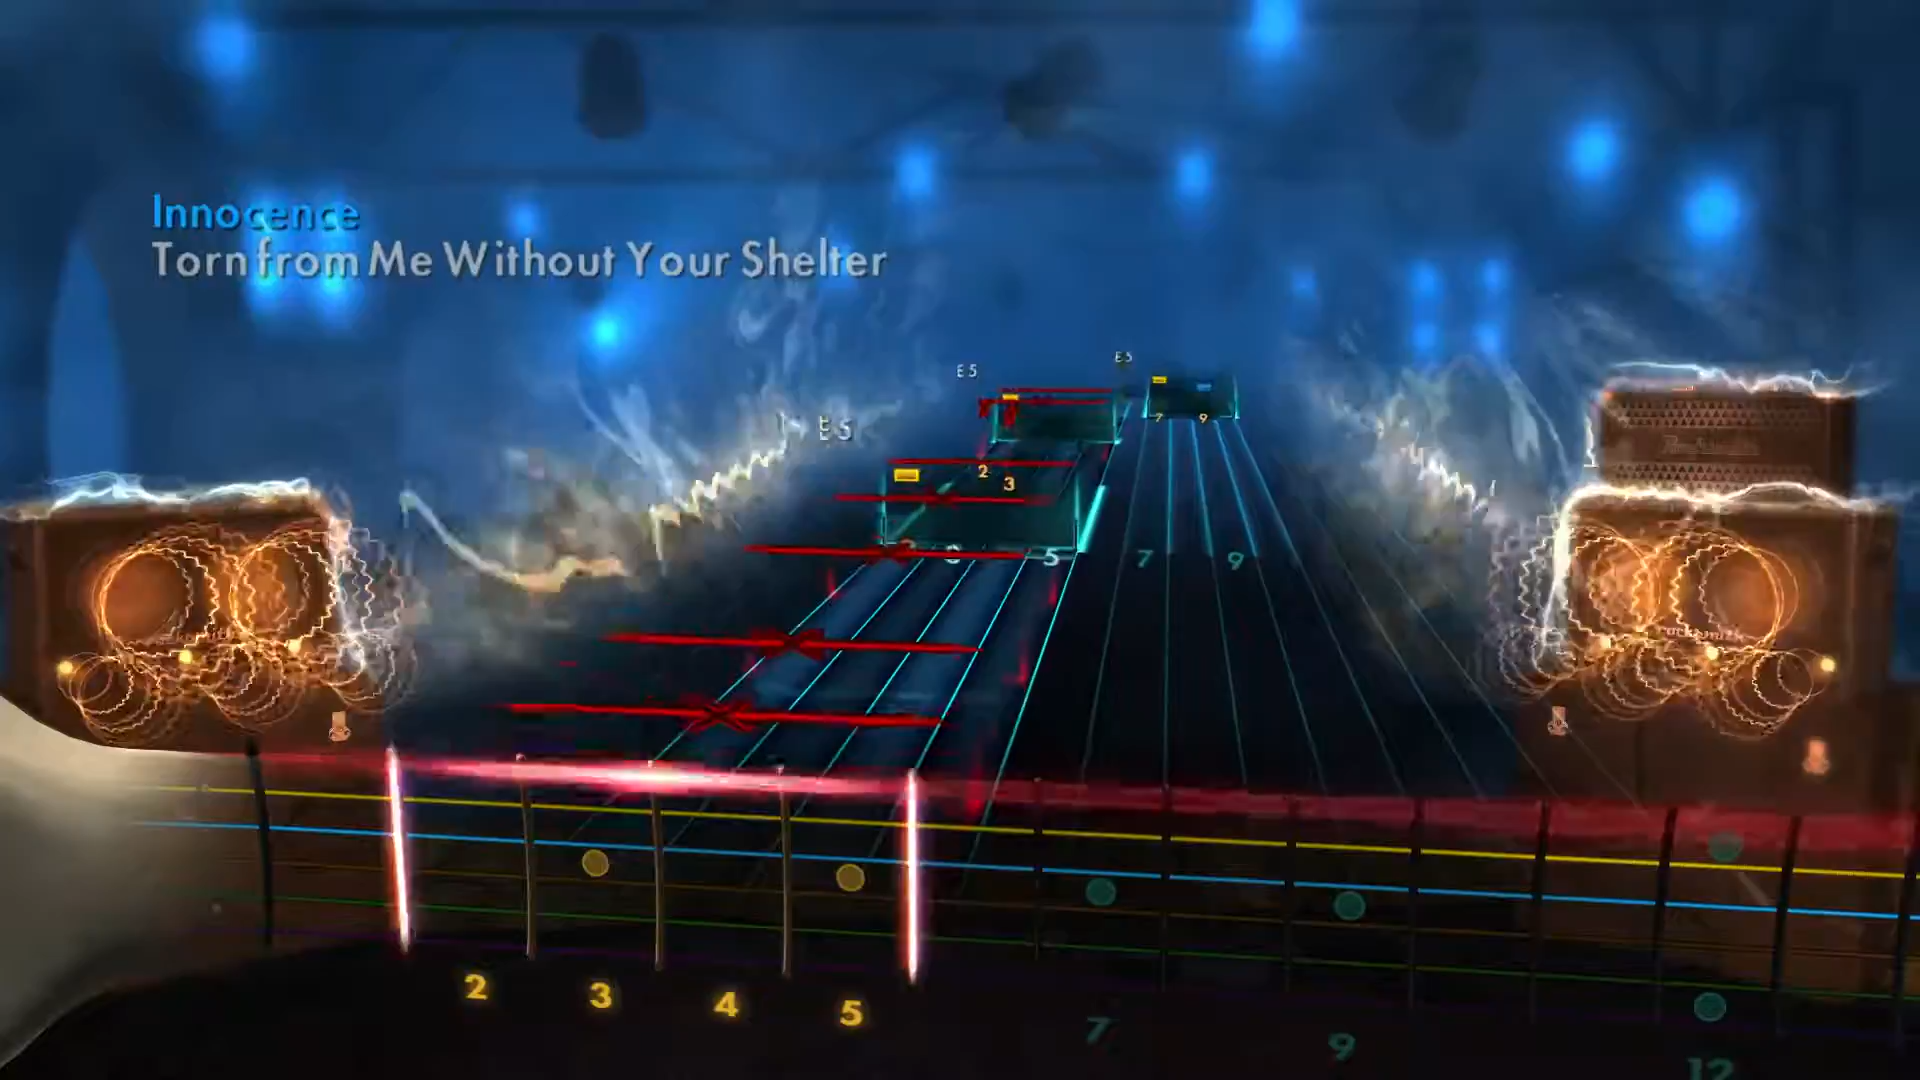 Innocence
Torn from Me Without Your Shelter
E5
E5
E5
7 9
2 3
0 5 7 9
2 3 4 5 7 9 12